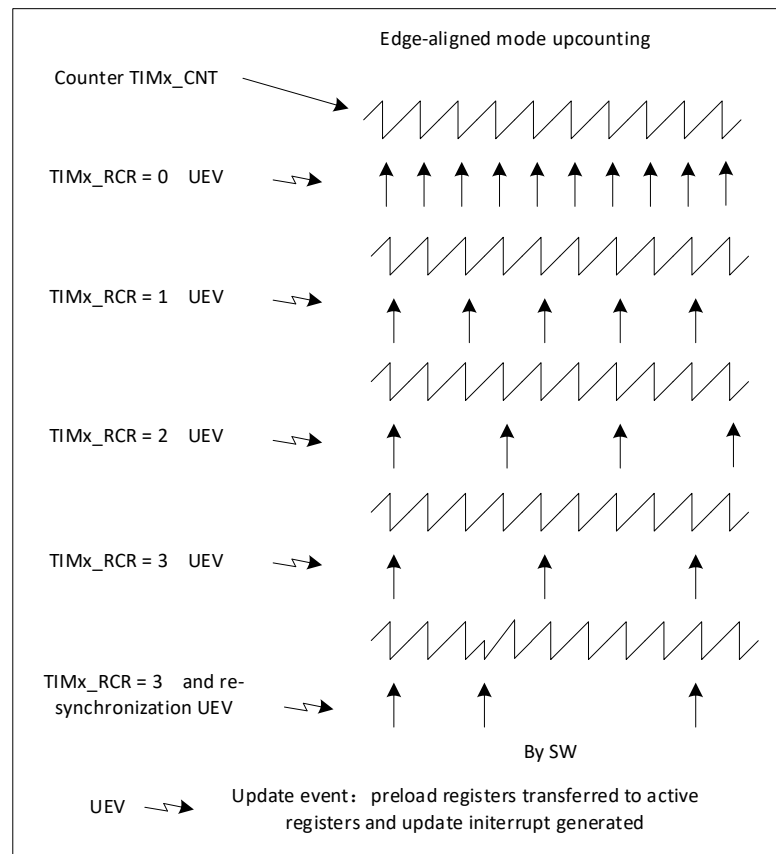 Edge-aligned mode upcounting
Counter TIMx_CNT
TIMx_RCR = 0 UEV
TIMx_RCR = 1 UEV
TIMx_RCR = 2 UEV
TIMx_RCR = 3 UEV
TIMx_RCR = 3 and re-
synchronization UEV
By SW
UEV
Update event：preload registers transferred to active
registers and update initerrupt generated